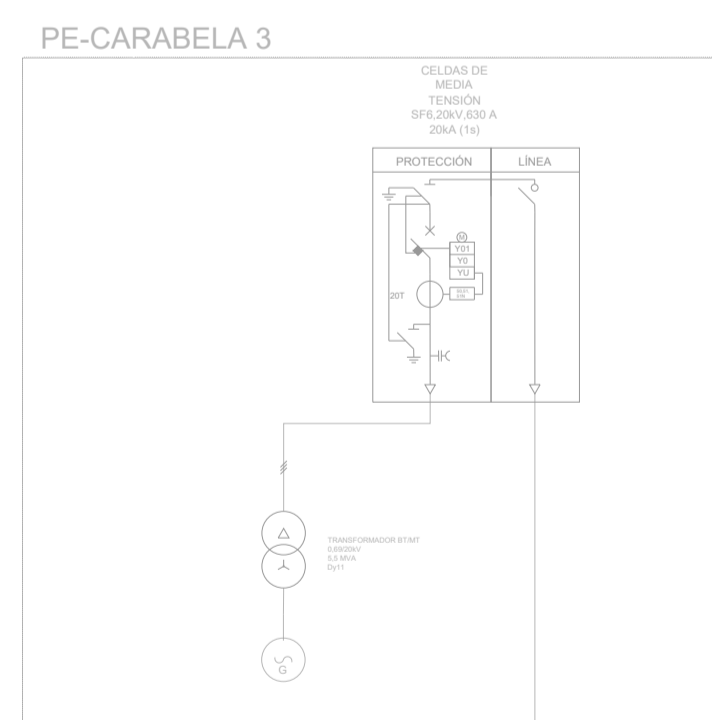 PE-CARABELA 3
CELDAS DE
MEDIA
TENSIÓN
SF6,20kV,630 A
20kA (1s)
PROTECCIÓN
LÍNEA
M
Y01
Y0
YU
20T
TRANSFORMADOR BT/MT
0,69/20kV
5,5 MVA
Dy11
G